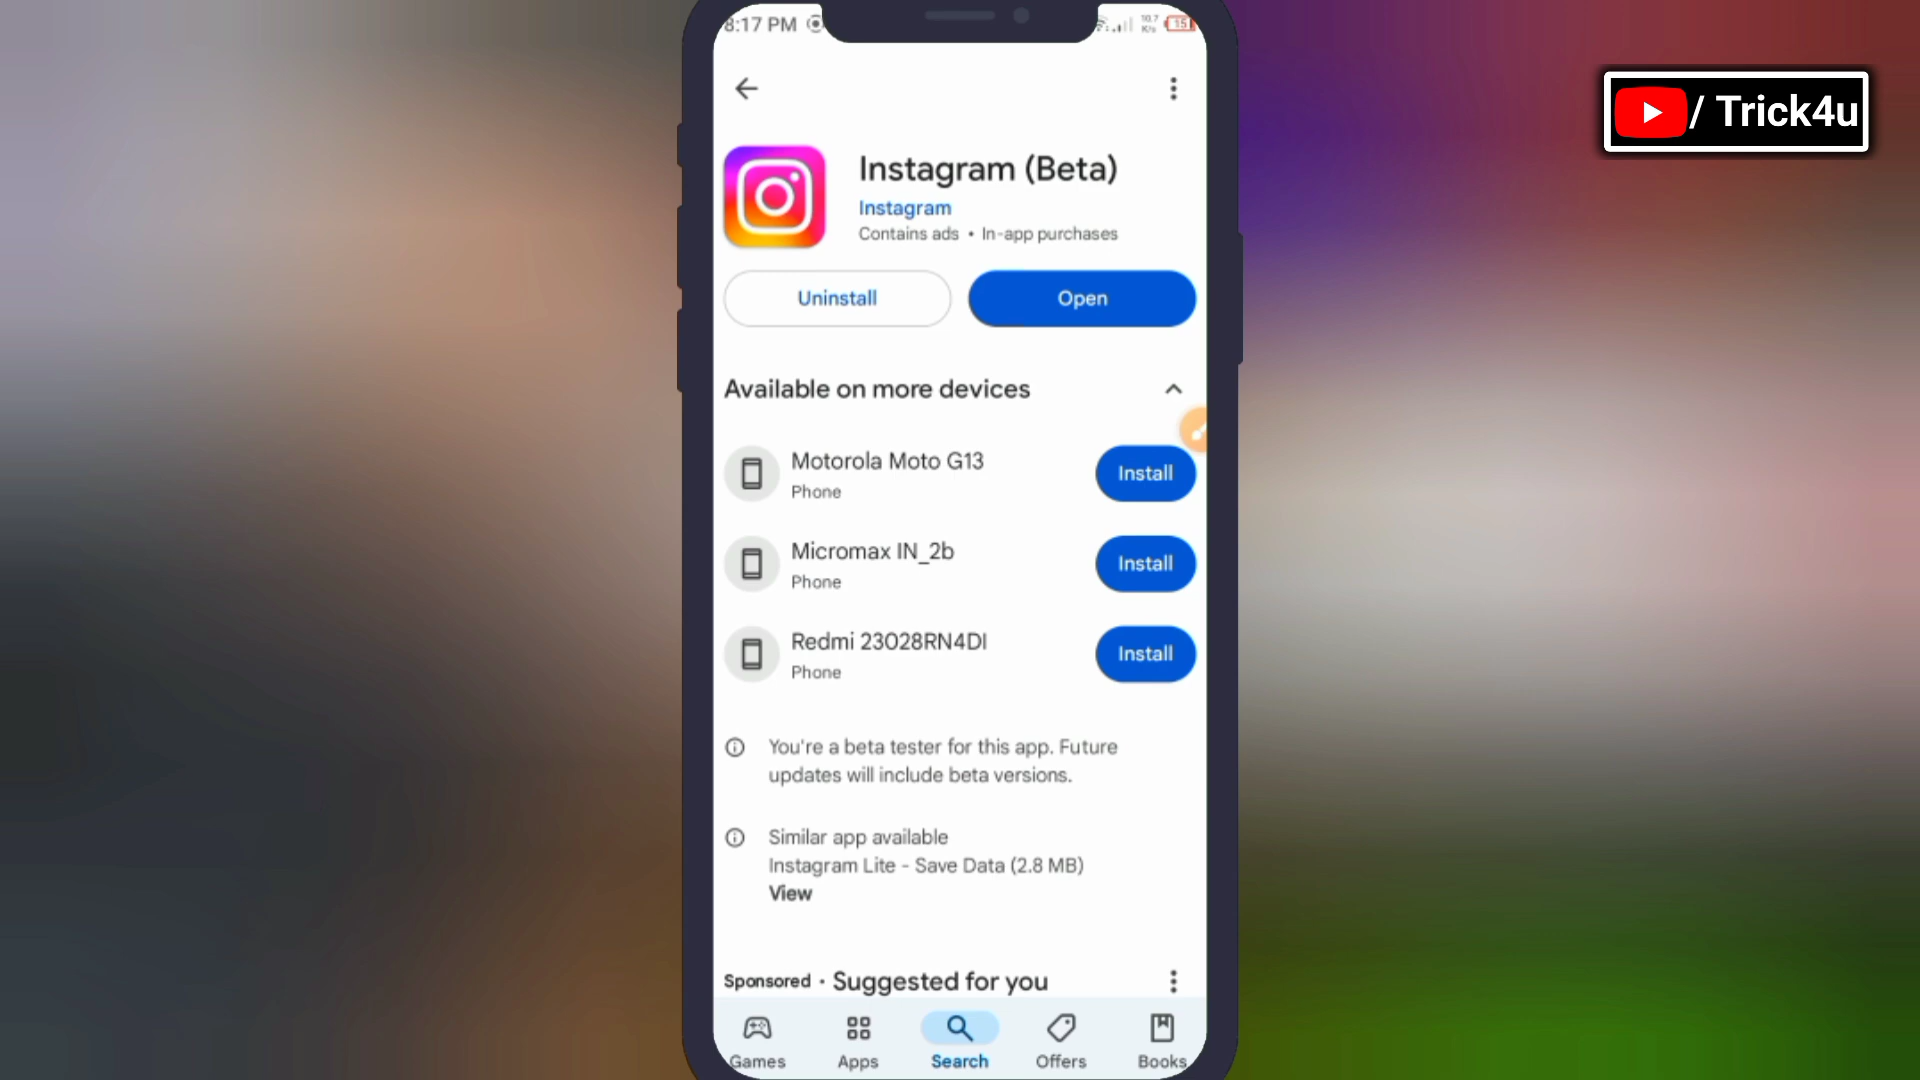 8:17 PM
10.7
K/s
15
/ Trick4u
Instagram (Beta)
Instagram
Contains ads • In-app purchases
Uninstall
Open
Available on more devices
Motorola Moto G13
Phone
Install
Micromax IN_2b
Phone
Install
Redmi 23028RN4DI
Phone
Install
You're a beta tester for this app. Future
updates will include beta versions.
Similar app available
Instagram Lite - Save Data (2.8 MB)
View
Sponsored • Suggested for you
Games
Apps
Search
Offers
Books